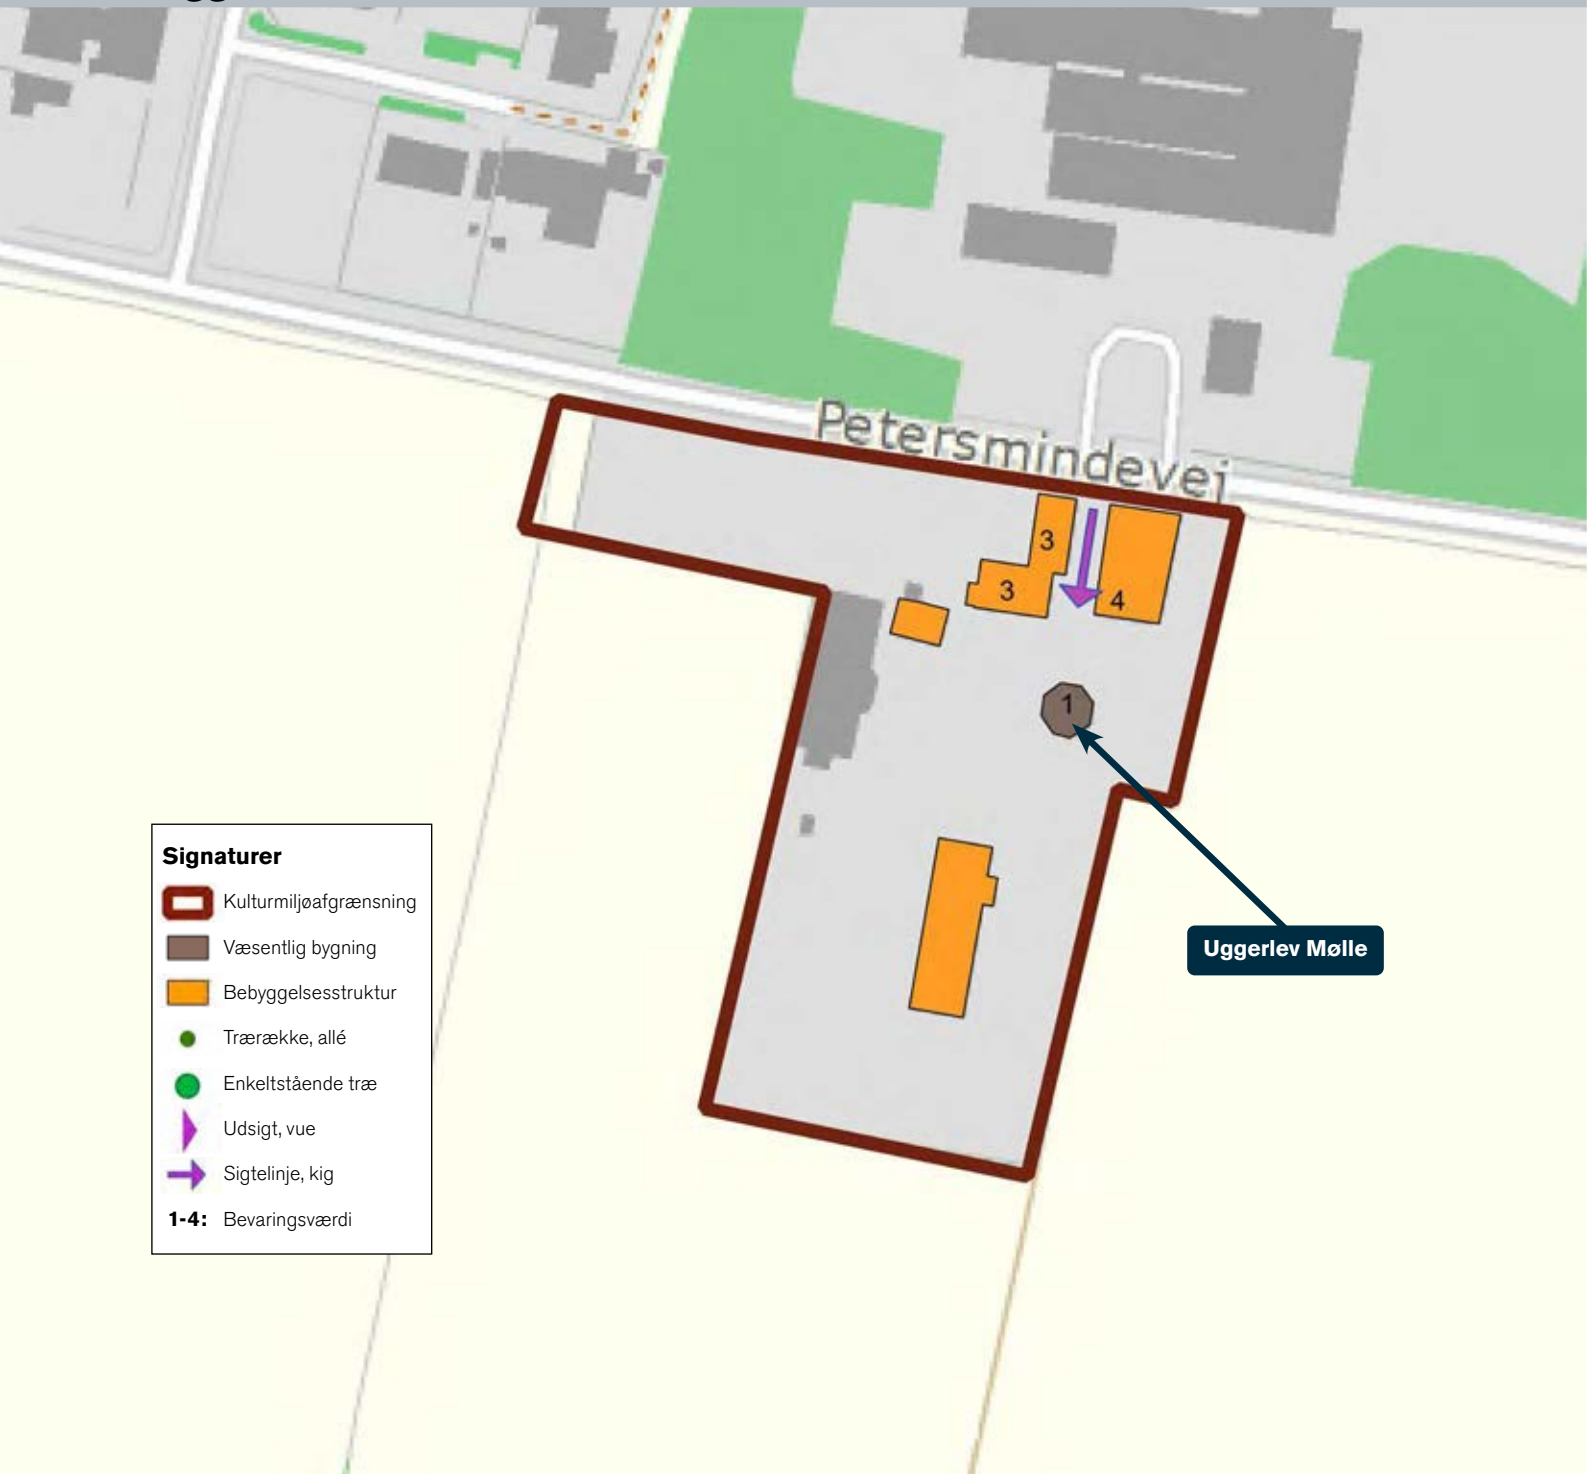 Petersmindevej
3
3
4
1
Uggerlev Mølle
Signaturer
Kulturmiljøafgrænsning
Væsentlig bygning
Bebyggelsesstruktur
Trærække, allé
Enkeltstående træ
Udsigt, vue
Sigtelinje, kig
1-4: Bevaringsværdi